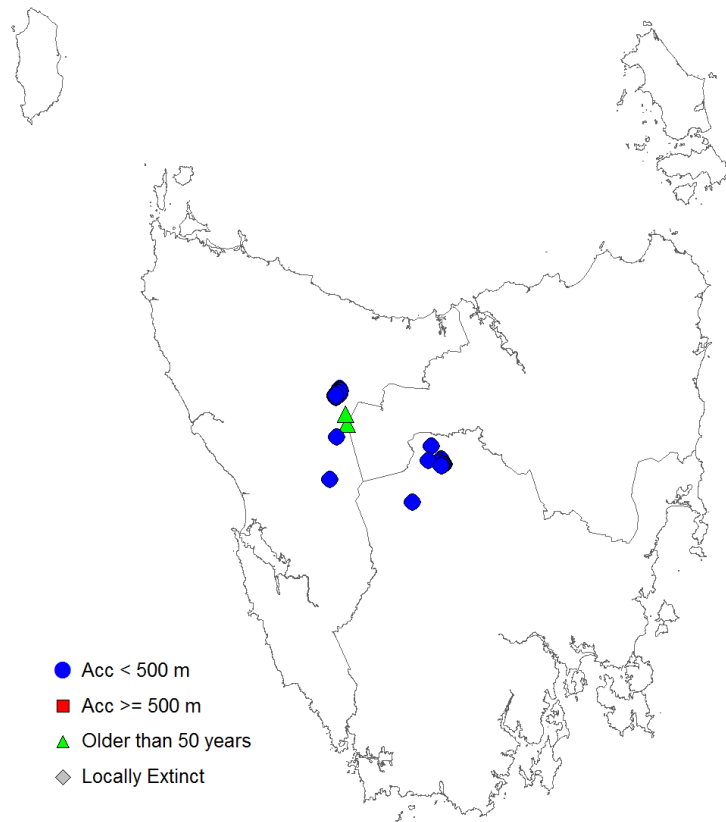 Acc < 500 m
Acc >= 500 m
Older than 50 years
Locally Extinct